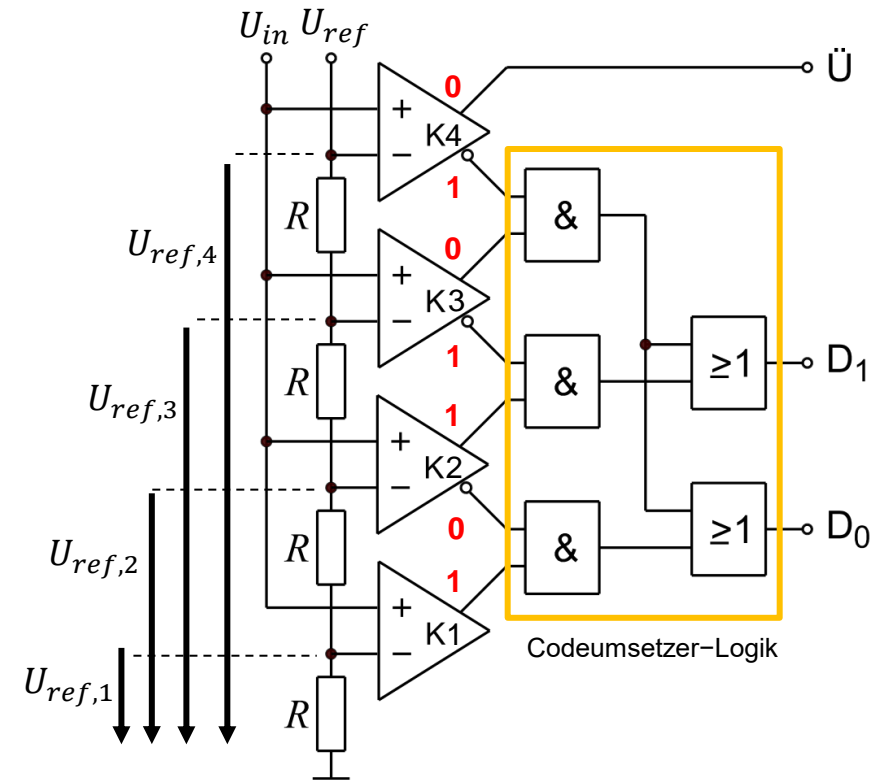 U_in U_ref
0
Ü
+
K4
−
1
&
R
U_ref,4
0
+
K3
−
1
≥1
D_1
R
&
U_ref,3
1
+
K2
−
0
≥1
D_0
R
&
U_ref,2
1
+
K1
−
Codeumsetzer−Logik
U_ref,1
R